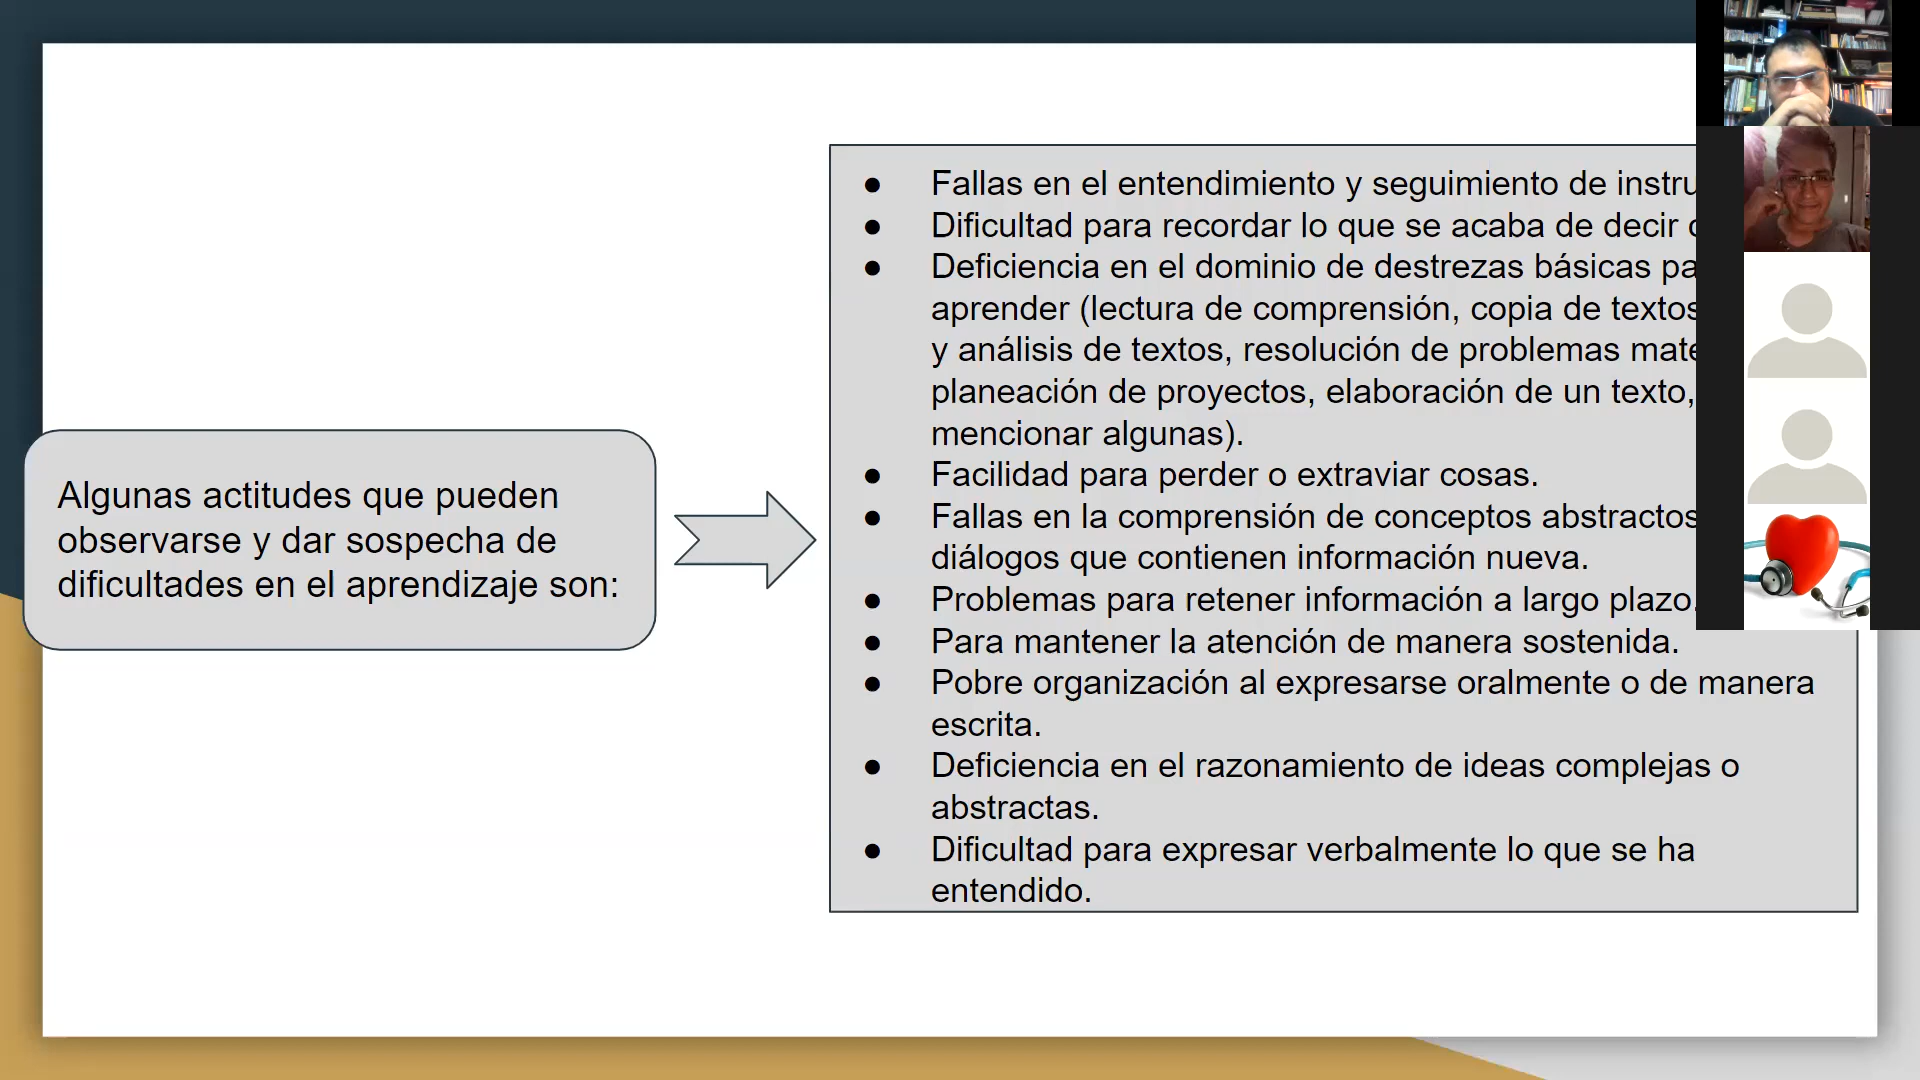 Algunas actitudes que pueden
observarse y dar sospecha de
dificultades en el aprendizaje son:
● Fallas en el entendimiento y seguimiento de
● Dificultad para recordar lo que se acaba de decir
● Deficiencia en el dominio de destrezas básicas
aprender (lectura de comprensión, copia de textos
y análisis de textos, resolución de problemas
planeación de proyectos, elaboración de un texto,
mencionar algunas).
● Facilidad para perder o extraviar cosas.
● Fallas en la comprensión de conceptos abstractos
diálogos que contienen información nueva.
● Problemas para retener información a largo plazo.
● Para mantener la atención de manera sostenida.
● Pobre organización al expresarse oralmente o de manera
escrita.
● Deficiencia en el razonamiento de ideas complejas o
abstractas.
● Dificultad para expresar verbalmente lo que se ha
entendido.